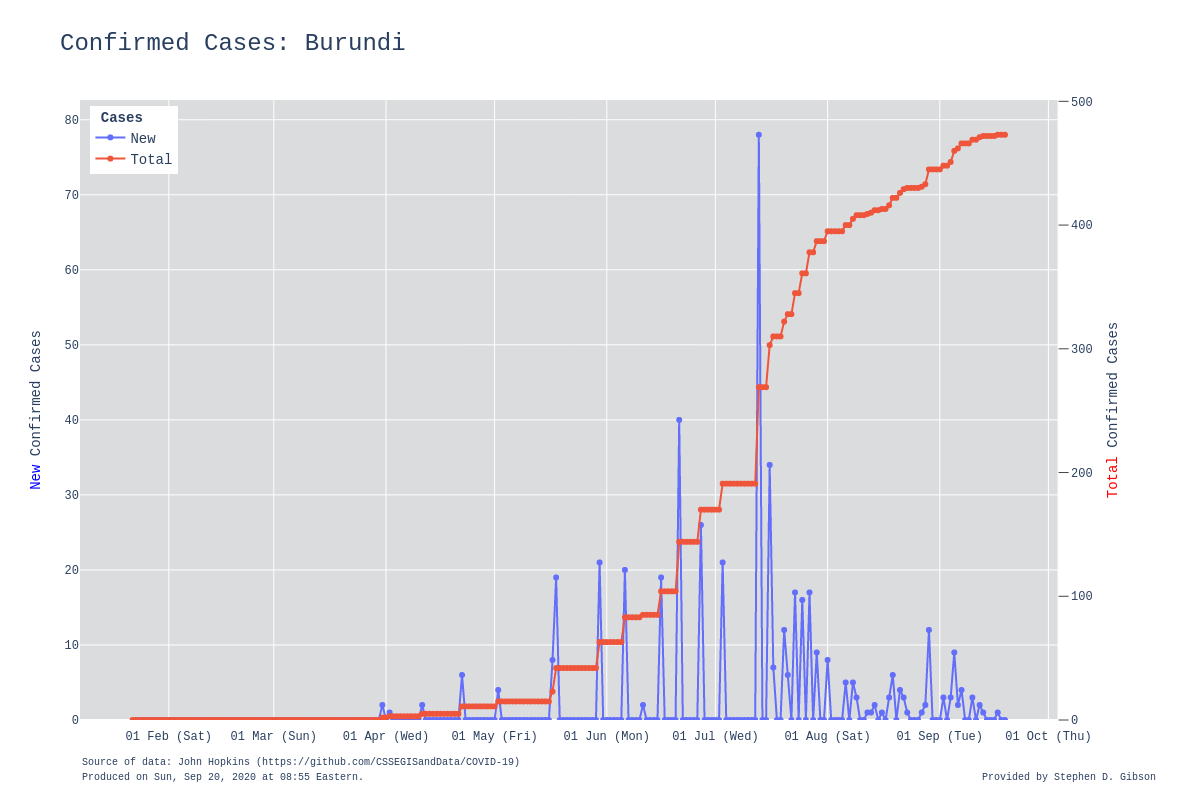 Confirmed Cases: Burundi
Cases
New
Total
80
70
60
50
40
30
20
10
0
New Confirmed Cases
500
400
300
200
100
0
Total Confirmed Cases
01 Feb (Sat) 01 Mar (Sun) 01 Apr (Wed) 01 May (Fri) 01 Jun (Mon) 01 Jul (Wed) 01 Aug (Sat) 01 Sep (Tue) 01 Oct (Thu)
Source of data: John Hopkins (https://github.com/CSSEGISandData/COVID-19)
Produced on Sun, Sep 20, 2020 at 08:55 Eastern.
Provided by Stephen D. Gibson